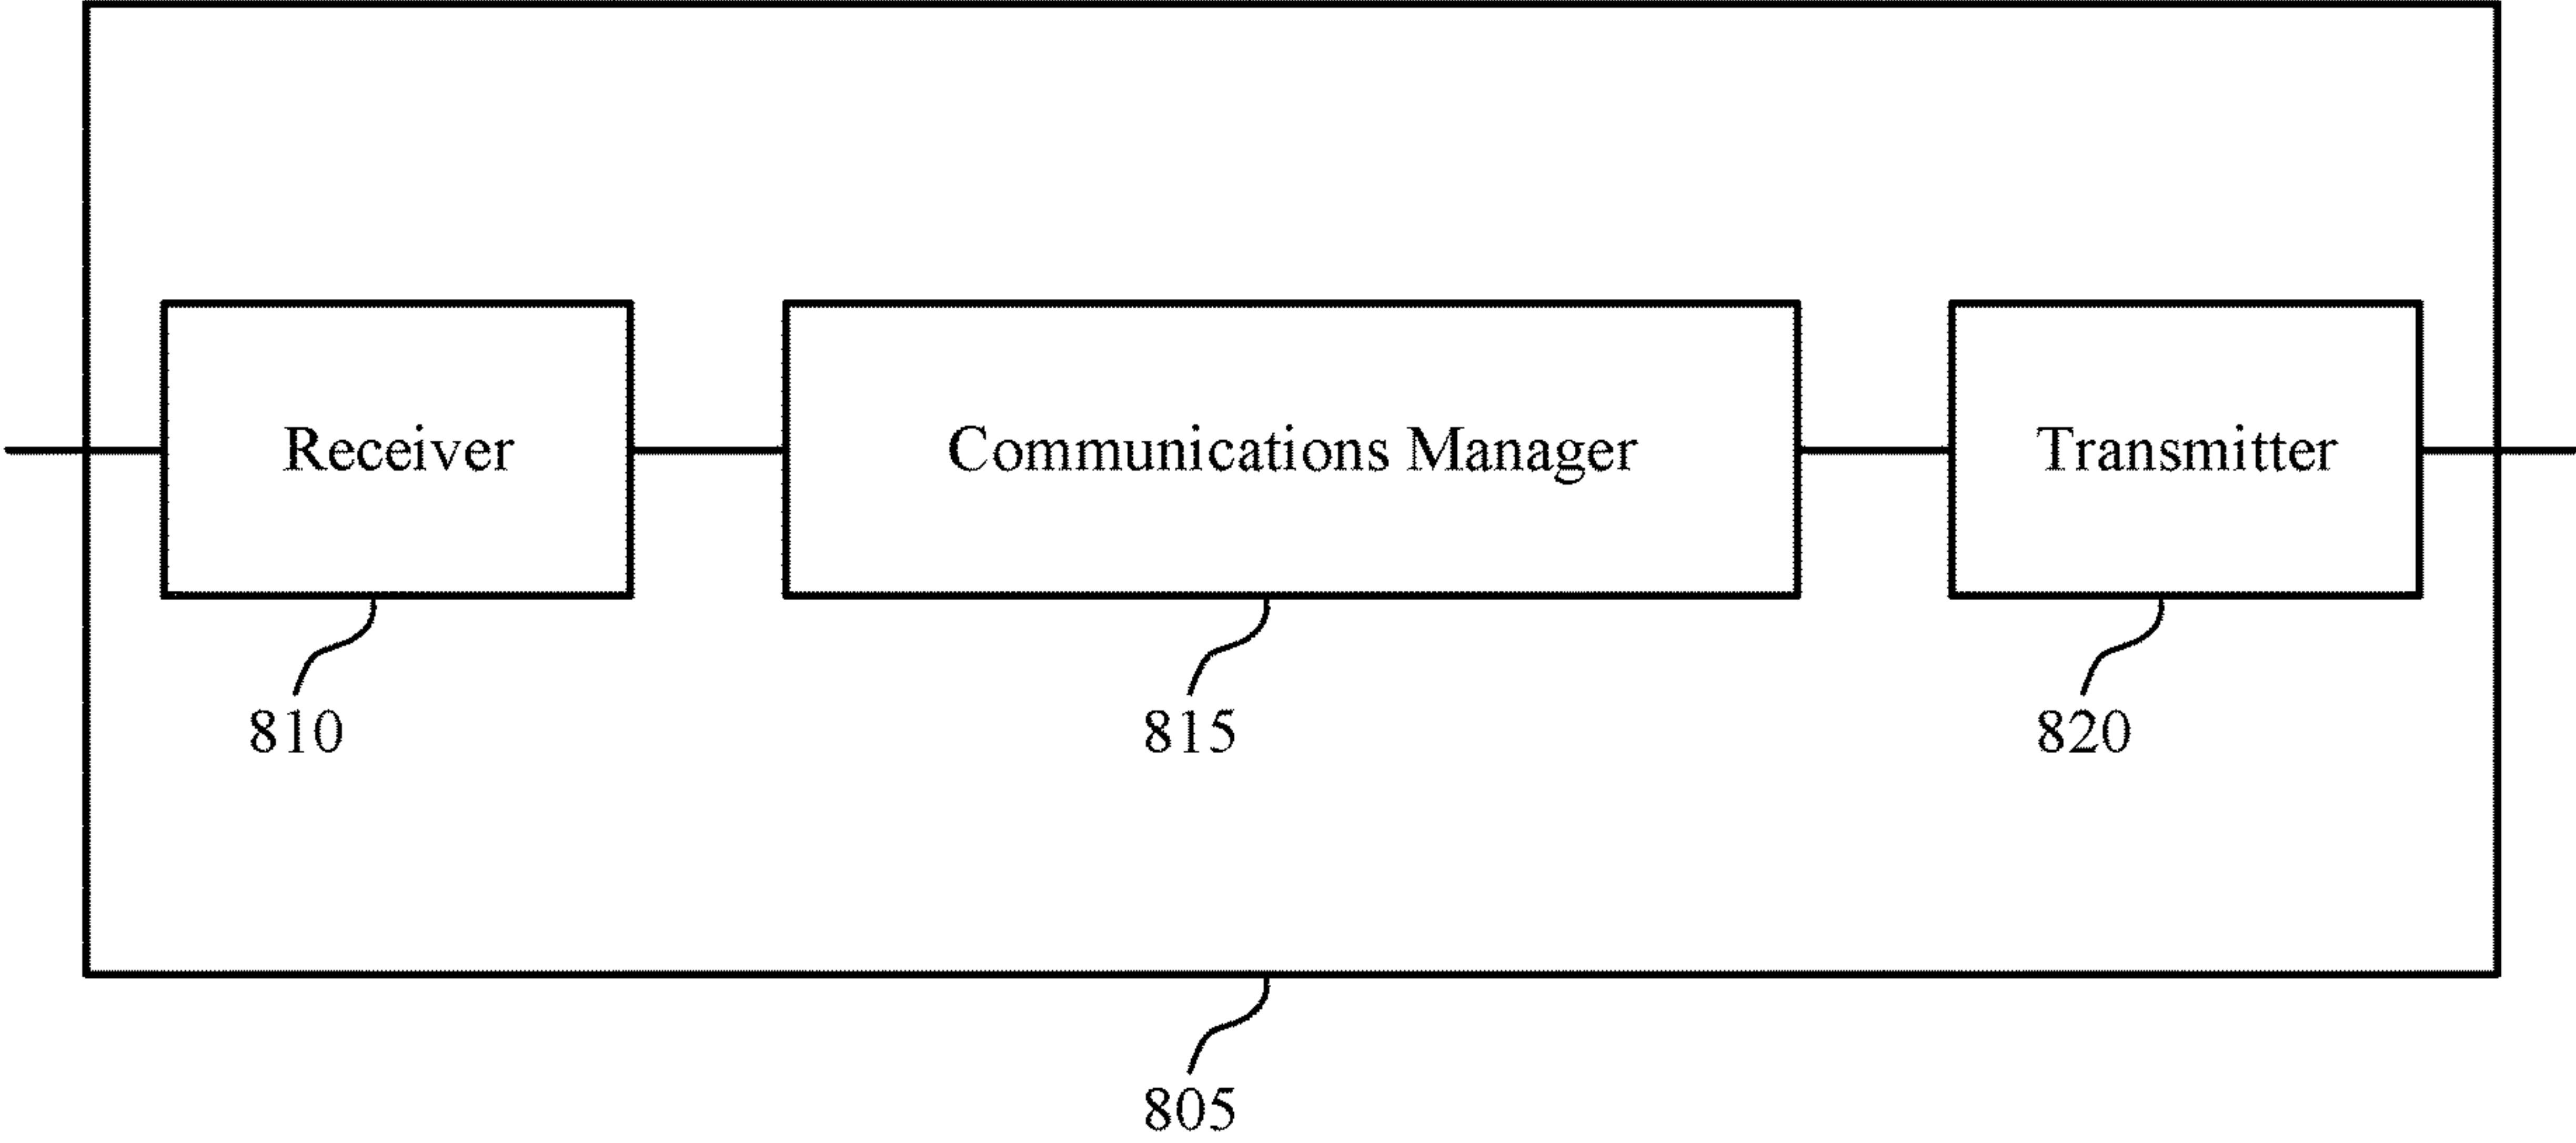 Receiver
Communications Manager
Transmitter
810
815
820
805